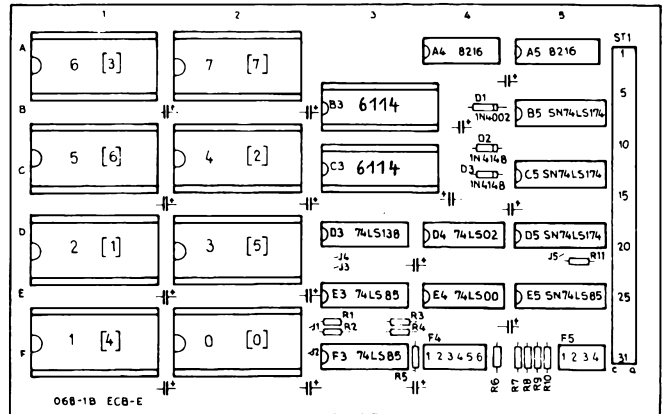 1 2 3 4 5
A
B
C
D
E
F
ST1
1
5
10
15
20
25
31
C a
6 [3]
7 [7]
A4 8216
A5 8216
B3 6114
D1
1N4002
B5 SN74LS174
5 [6]
4 [2]
C3 6114
D2
1N4148
D3
1N4148
C5 SN74LS174
2 [1]
3 [5]
D3 74LS138
D4 74LS02
D5 SN74LS174
J4
J3
J5
R11
E3 74LS85
E4 74LS00
E5 SN74LS85
1 [4]
0 [0]
J1
R1
R2
R3
R4
J2
F3 74LS85
R5
F4
1 2 3 4 5 6
R6
R7
R8
R9
R10
F5
1 2 3 4
06B-1B ECB-E